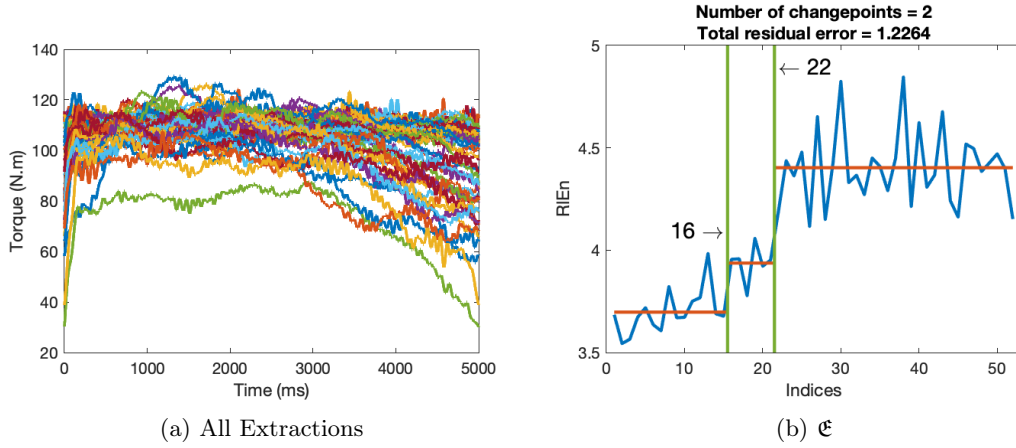 140
120
100
80
60
40
20
Torque (N.m)
0 1000 2000 3000 4000 5000
Time (ms)
(a) All Extractions
Number of changepoints = 2
Total residual error = 1.2264
5
4.5
4
3.5
RIEn
← 22
16 →
0 10 20 30 40 50
Indices
(b) 𝕰